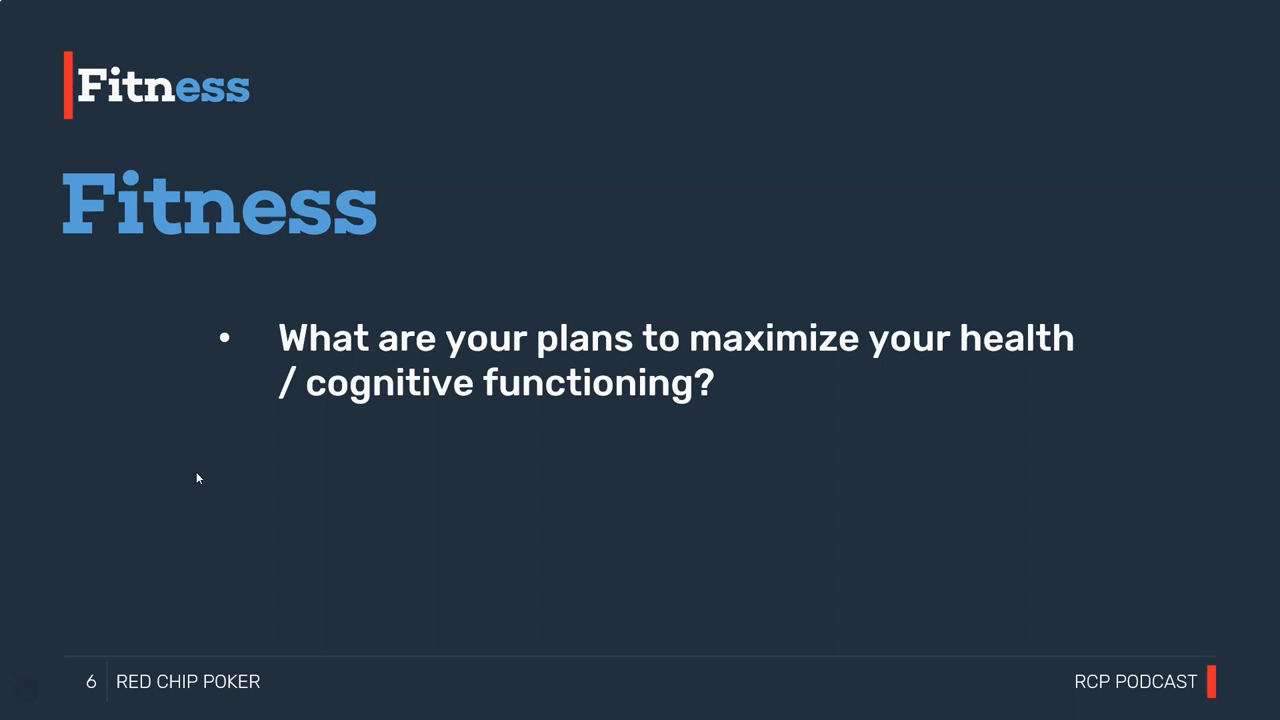 Fitness
Fitness
• What are your plans to maximize your health
/ cognitive functioning?
6 RED CHIP POKER
RCP PODCAST